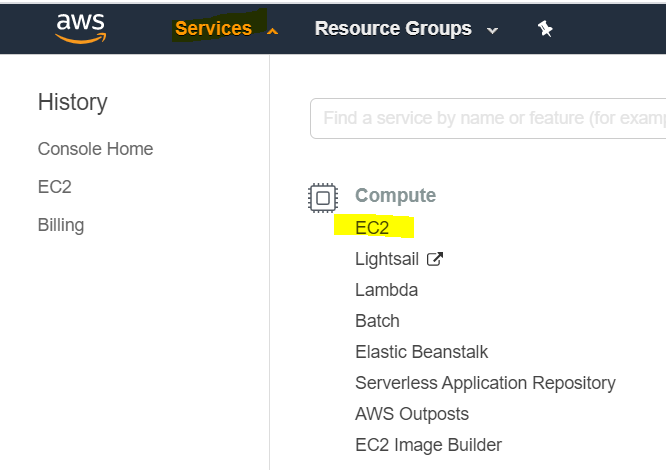 aws
Services
Resource Groups
History
Console Home
EC2
Billing
Find a service by name or feature (for examp
Compute
EC2
Lightsail
Lambda
Batch
Elastic Beanstalk
Serverless Application Repository
AWS Outposts
EC2 Image Builder